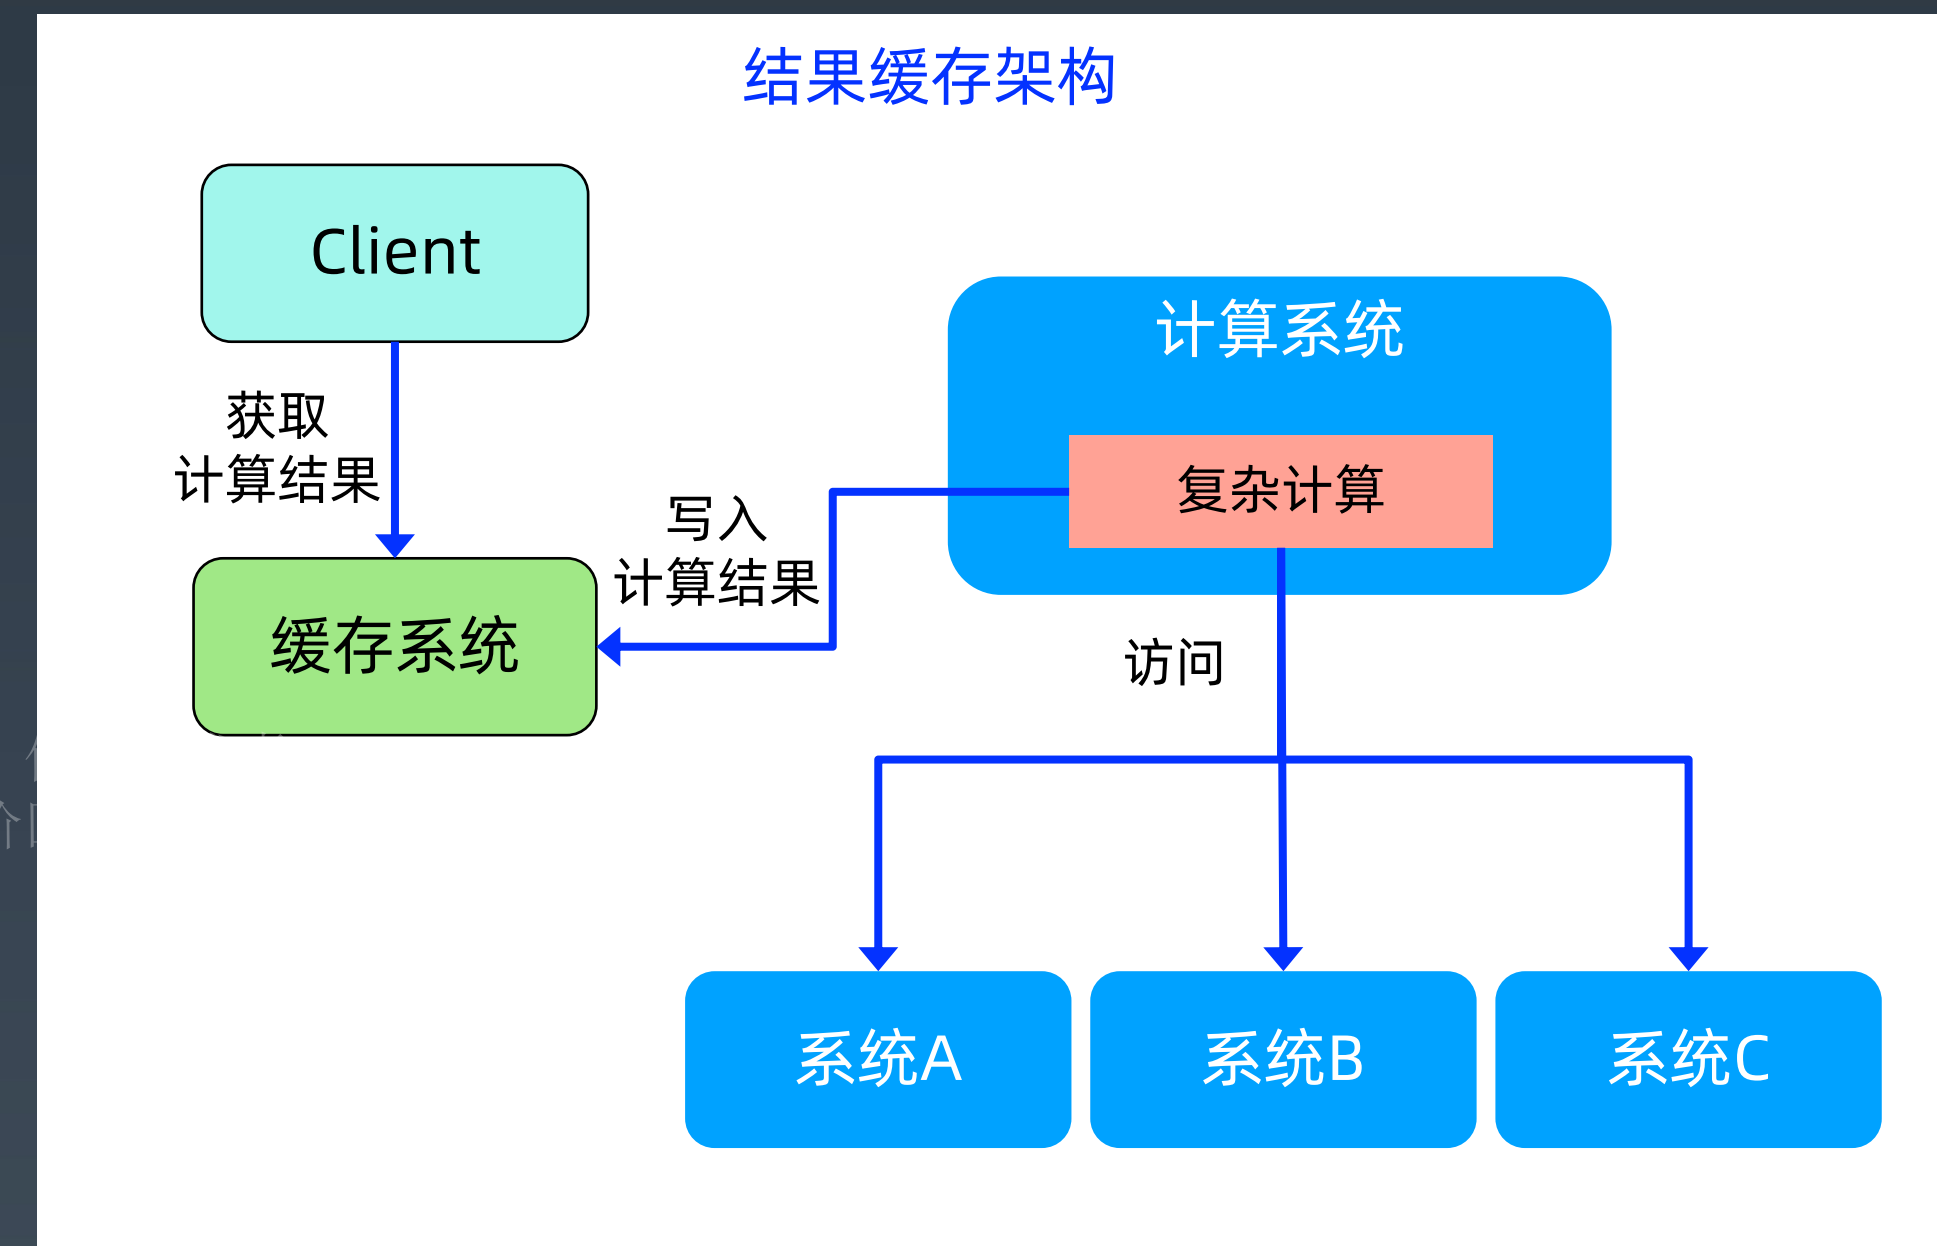 结果缓存架构
Client
计算系统
获取
计算结果
复杂计算
写入
计算结果
缓存系统
访问
系统A
系统B
系统C